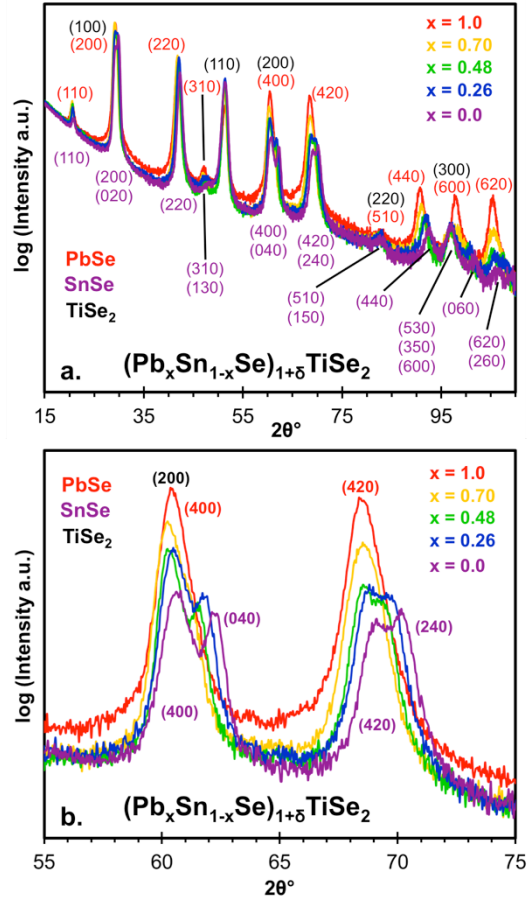 (100)
(200)
(220)
(110)
(200)
(400)
x = 1.0
x = 0.70
x = 0.48
x = 0.26
x = 0.0
(110)
(310)
(420)
(440)
(300)
(600)
(620)
(220)
(510)
(110)
(200)
(020)
(220)
(310)
(130)
(400)
(040)
(420)
(240)
(510)
(150)
(440)
(060)
(530)
(350)
(600)
(620)
(260)
PbSe
SnSe
TiSe2
a.
(PbxSn1-xSe)1+δTiSe2
log (Intensity a.u.)
15 35 55 75 95
2θ°
PbSe
SnSe
TiSe2
(200)
(400)
(420)
x = 1.0
x = 0.70
x = 0.48
x = 0.26
x = 0.0
(040)
(240)
(400)
(420)
log (Intensity a.u.)
b.
(PbxSn1-xSe)1+δTiSe2
55 60 65 70 75
2θ°